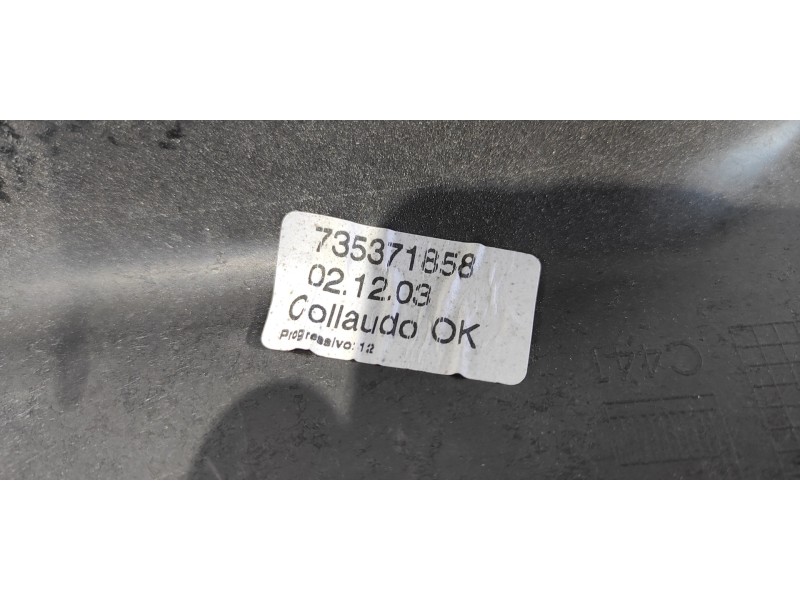 735371858
02.12.03
Collaudo OK
Progressivo: 12